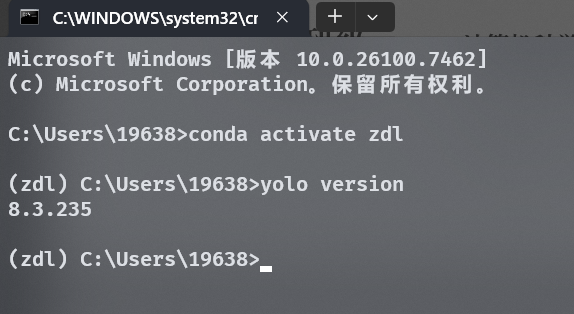 C:\WINDOWS\system32\cr
Microsoft Windows [版本 10.0.26100.7462]
(c) Microsoft Corporation。保留所有权利。
C:\Users\19638>conda activate zdl
(zdl) C:\Users\19638>yolo version
8.3.235
(zdl) C:\Users\19638>